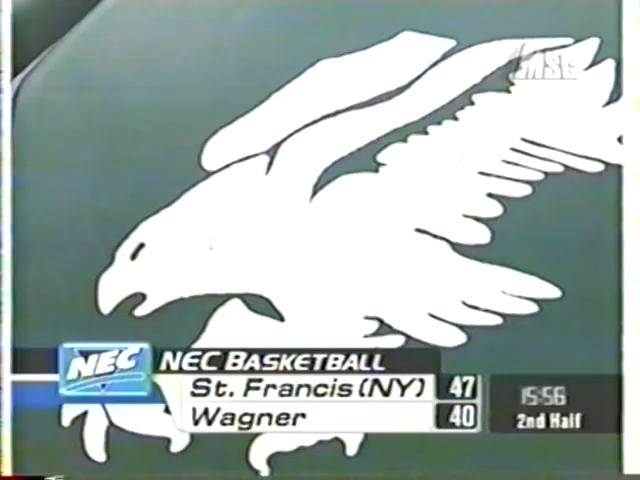 MSG
NEC NEC BASKETBALL
St. Francis (NY) 47
Wagner 40
15:56
2nd Half